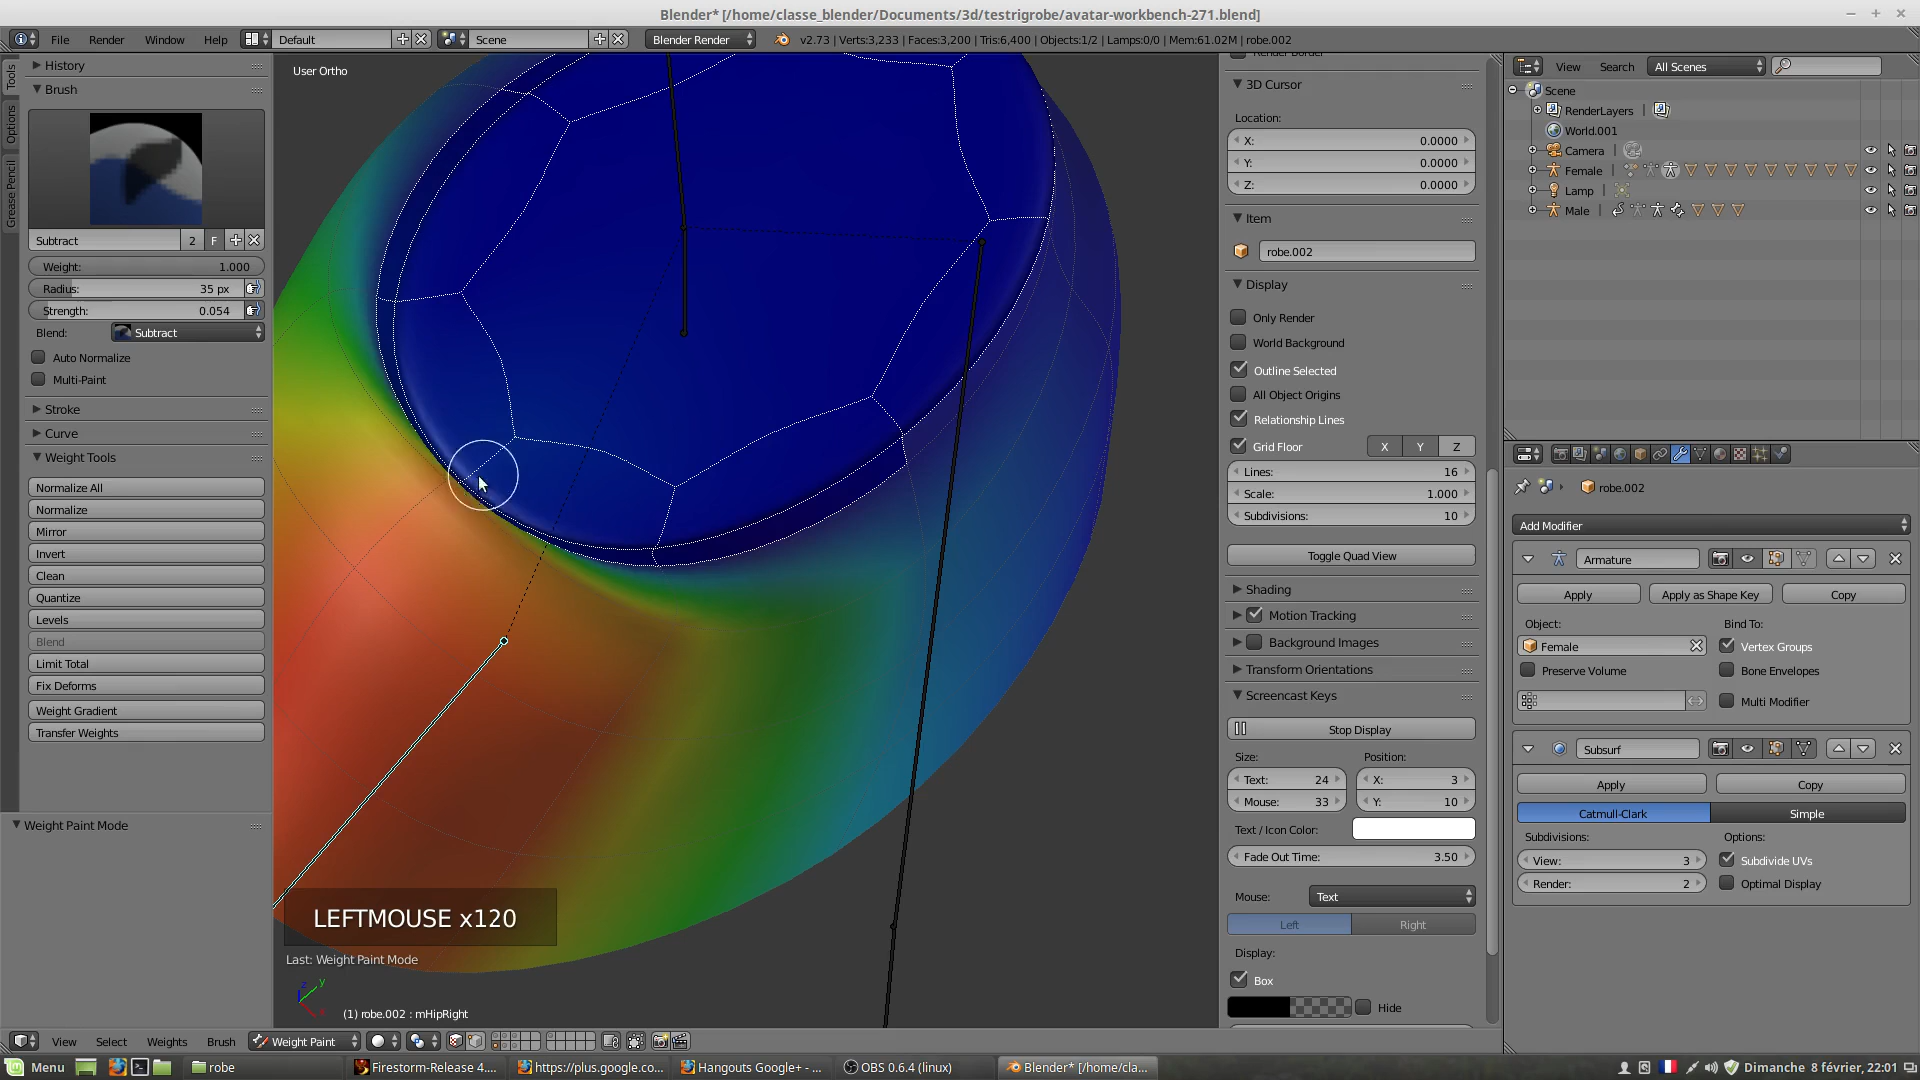 Blender* [/home/classe_blender/Documents/3d/testrigrobe/avatar-workbench-271.blend]
File Render Window Help Default Scene Blender Render v2.73 | Verts:3,233 | Faces:3,200 | Tris:6,400 | Objects:1/2 | Lamps:0/0 | Mem:61.02M | robe.002
Tools
Options
Grease Pencil
History
Brush
Subtract 2 F
Weight: 1.000
Radius: 35 px
Strength: 0.054
Blend: Subtract
Auto Normalize
Multi-Paint
Stroke
Curve
Weight Tools
Normalize All
Normalize
Mirror
Invert
Clean
Quantize
Levels
Blend
Limit Total
Fix Deforms
Weight Gradient
Transfer Weights
Weight Paint Mode
User Ortho
LEFTMOUSE x120
Last: Weight Paint Mode
z y x
(1) robe.002 : mHipRight
View Select Weights Brush Weight Paint
Render Border
3D Cursor
Location:
X: 0.0000
Y: 0.0000
Z: 0.0000
Item
robe.002
Display
Only Render
World Background
Outline Selected
All Object Origins
Relationship Lines
Grid Floor X Y Z
Lines: 16
Scale: 1.000
Subdivisions: 10
Toggle Quad View
Shading
Motion Tracking
Background Images
Transform Orientations
Screencast Keys
Stop Display
Size: Position:
Text: 24 X: 3
Mouse: 33 Y: 10
Text / Icon Color:
Fade Out Time: 3.50
Mouse: Text
Left Right
Display:
Box
Hide
View Search All Scenes
Scene
RenderLayers |
World.001
Camera |
Female |
Lamp |
Male |
robe.002
Add Modifier
Armature
Apply Apply as Shape Key Copy
Object: Bind To:
Female Vertex Groups
Preserve Volume Bone Envelopes
Multi Modifier
Subsurf
Apply Copy
Catmull-Clark Simple
Subdivisions: Options:
View: 3 Subdivide UVs
Render: 2 Optimal Display
Menu robe Firestorm-Release 4.... https://plus.google.co... Hangouts Google+ - ... OBS 0.6.4 (linux) Blender* [/home/cla... Dimanche 8 février, 22:01